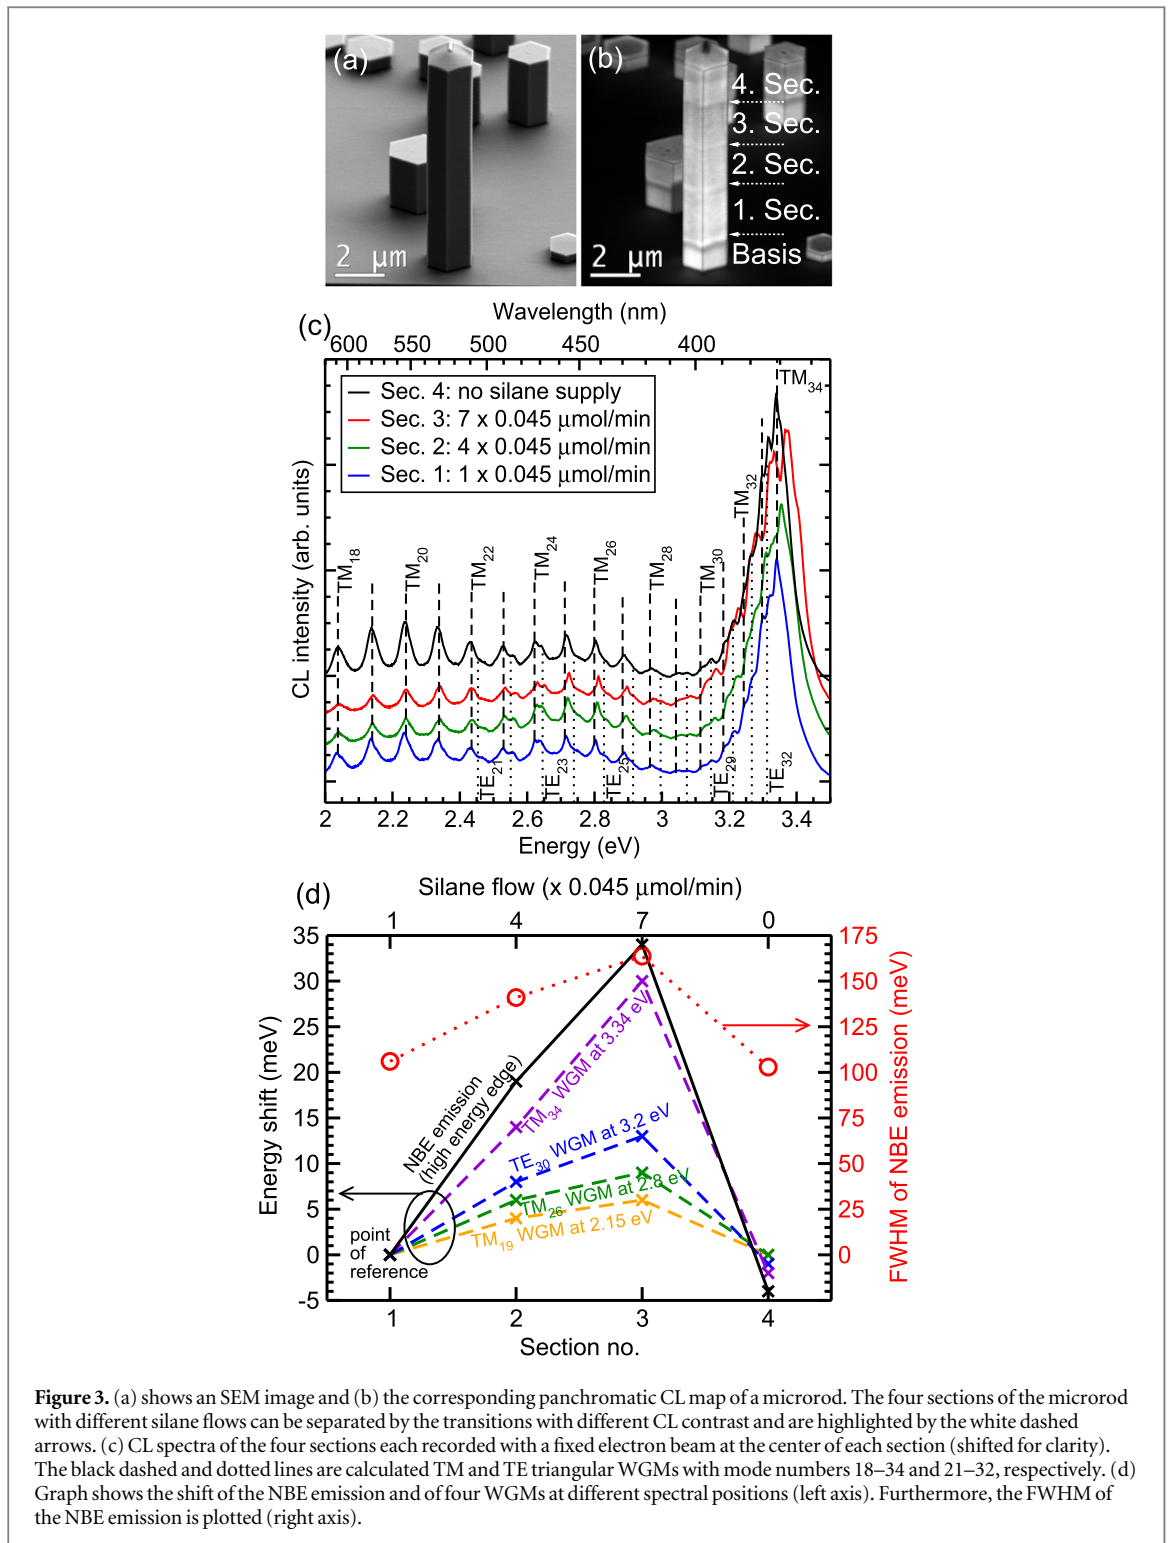 (a)
2 μm
(b)
4. Sec.
3. Sec.
2. Sec.
1. Sec.
Basis
2 μm
(c)
Wavelength (nm)
600 550 500 450 400
CL intensity (arb. units)
Sec. 4: no silane supply
Sec. 3: 7 x 0.045 μmol/min
Sec. 2: 4 x 0.045 μmol/min
Sec. 1: 1 x 0.045 μmol/min
TM34
TM32
TM18 TM20 TM22 TM24 TM26 TM28 TM30
TE21 TE23 TE25 TE29 TE32
2 2.2 2.4 2.6 2.8 3 3.2 3.4
Energy (eV)
(d)
Silane flow (x 0.045 μmol/min)
1 4 7 0
Energy shift (meV)
35
30
25
20
15
10
5
0
-5
175
150
125
100
75
50
25
0
FWHM of NBE emission (meV)
NBE emission
(high energy edge)
TM34 WGM at 3.34 eV
TE30 WGM at 3.2 eV
TM26 WGM at 2.8 eV
TM19 WGM at 2.15 eV
point
of
reference
1 2 3 4
Section no.
Figure 3. (a) shows an SEM image and (b) the corresponding panchromatic CL map of a microrod. The four sections of the microrod
with different silane flows can be separated by the transitions with different CL contrast and are highlighted by the white dashed
arrows. (c) CL spectra of the four sections each recorded with a fixed electron beam at the center of each section (shifted for clarity).
The black dashed and dotted lines are calculated TM and TE triangular WGMs with mode numbers 18–34 and 21–32, respectively. (d)
Graph shows the shift of the NBE emission and of four WGMs at different spectral positions (left axis). Furthermore, the FWHM of
the NBE emission is plotted (right axis).